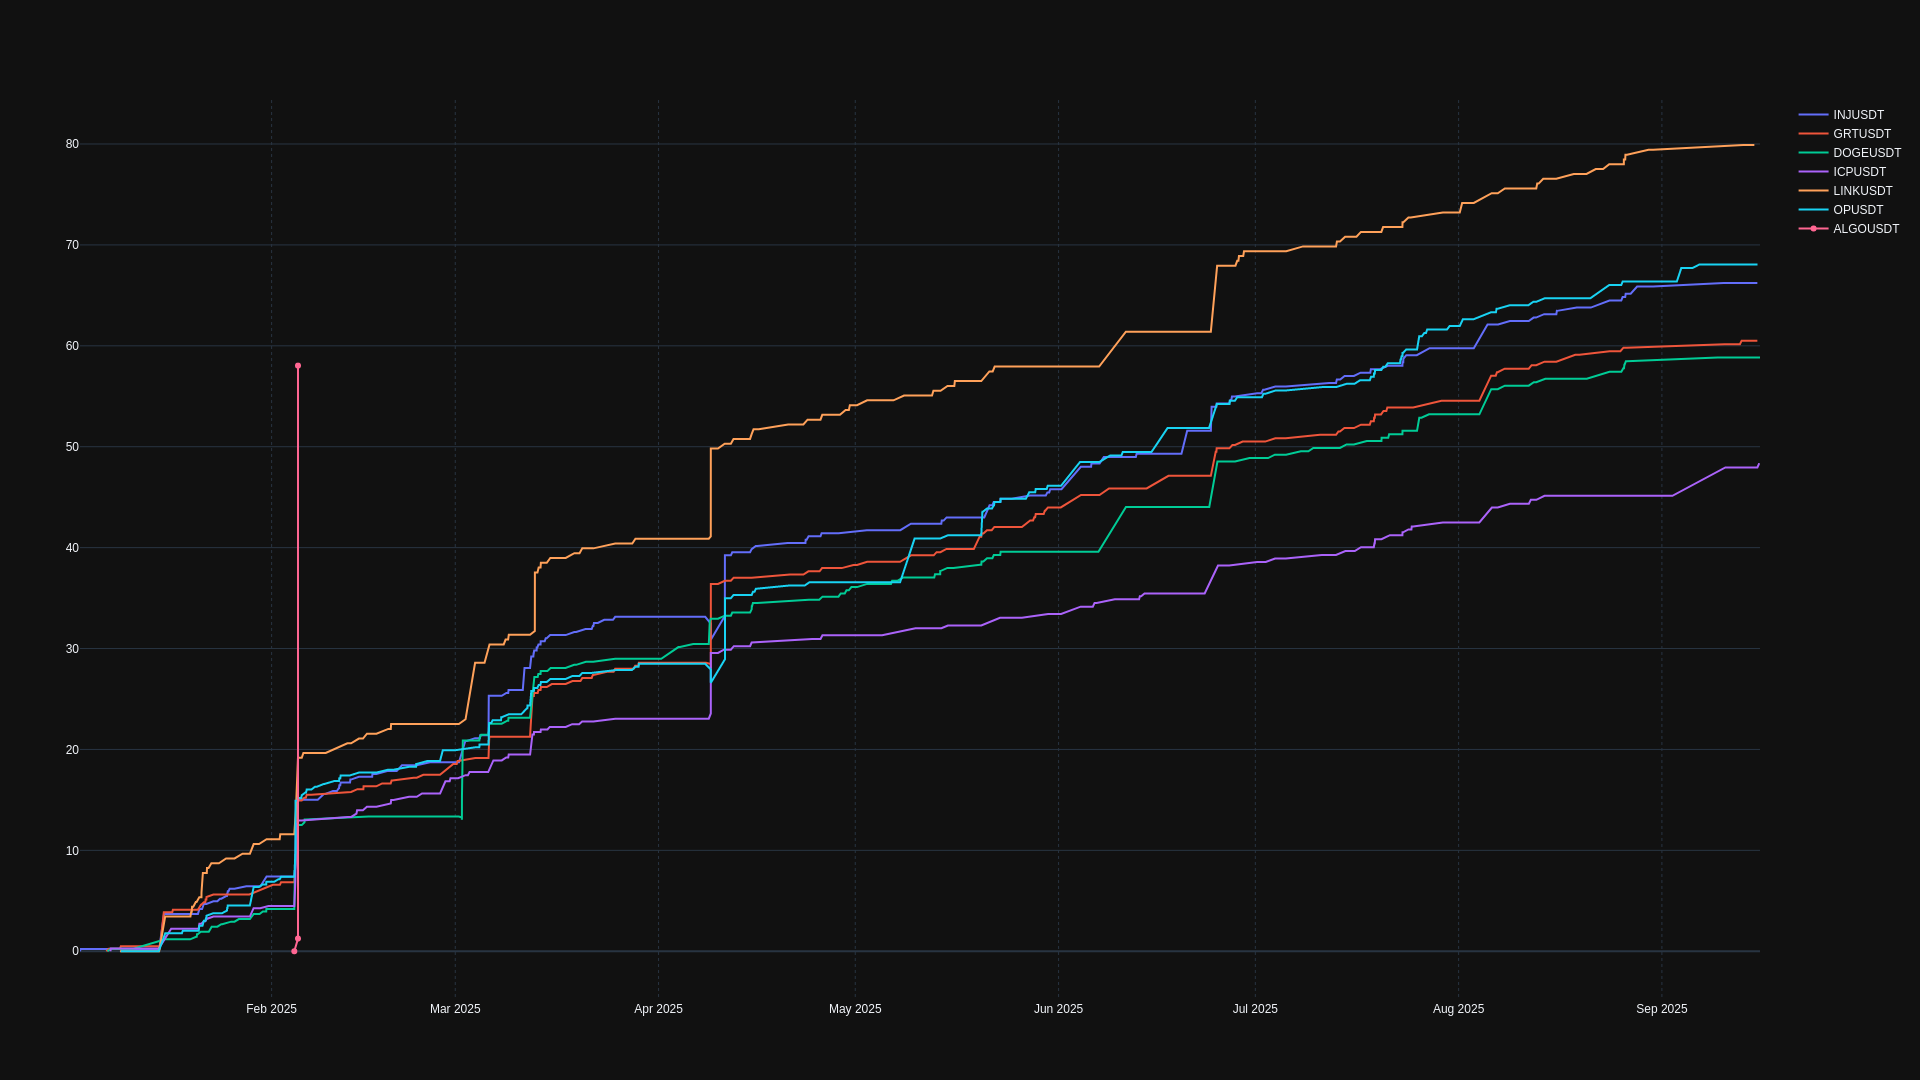 INJUSDT
GRTUSDT
DOGEUSDT
ICPUSDT
LINKUSDT
OPUSDT
ALGOUSDT
80
70
60
50
40
30
20
10
0
Feb 2025
Mar 2025
Apr 2025
May 2025
Jun 2025
Jul 2025
Aug 2025
Sep 2025